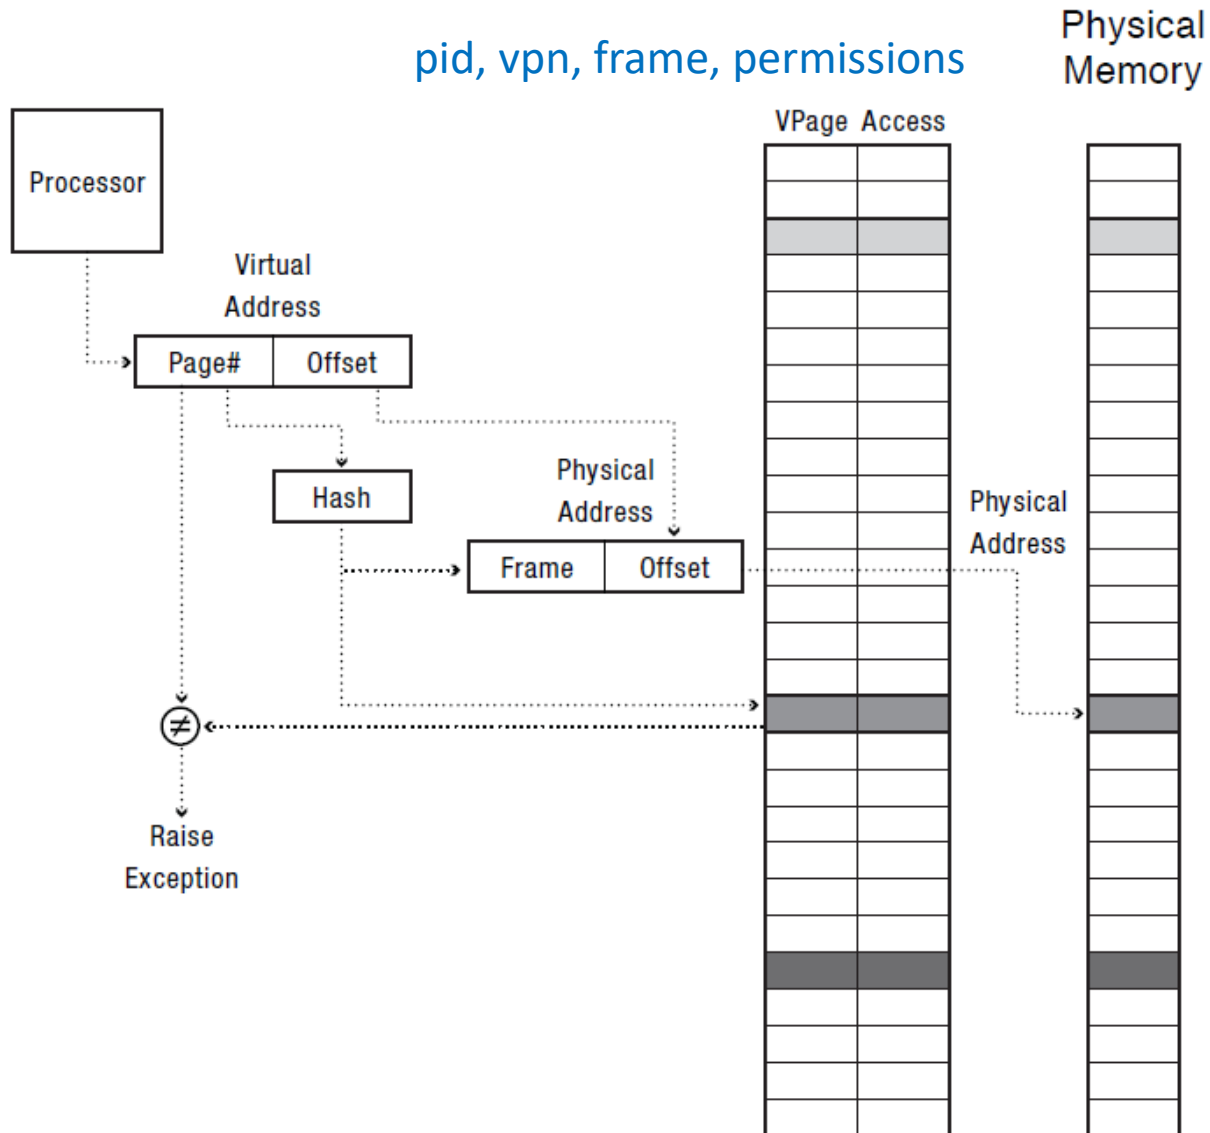 pid, vpn, frame, permissions
Physical
Memory
VPage Access
Processor
Virtual
Address
Page# Offset
Hash
Physical
Address
Frame Offset
Physical
Address
≠
Raise
Exception